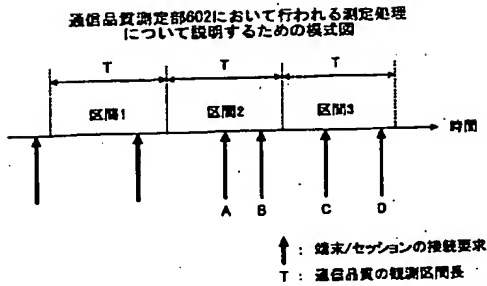 通信品質測定部602において行われる測定処理
について説明するための模式図
T T T
区間1 区間2 区間3
時間
A B C D
: 端末/セッションの接続要求
T : 通信品質の観測区間長